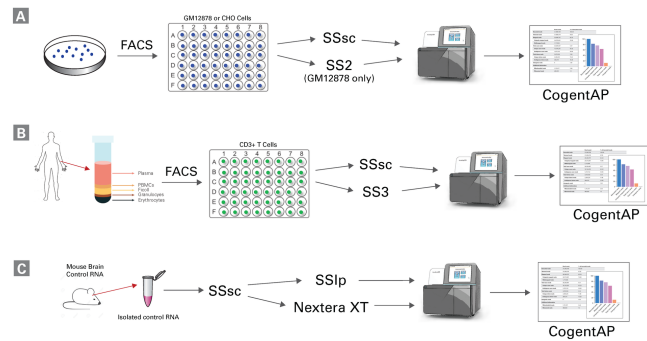 A
GM12878 or CHO Cells
1 2 3 4 5 6 7 8
A
B
C
D
E
F
FACS
SSsc
SS2
(GM12878 only)
CogentAP
B
Plasma
PBMCs
Ficoll
Granulocyes
Erythrocytes
FACS
CD3+ T Cells
1 2 3 4 5 6 7 8
A
B
C
D
E
F
SSsc
SS3
CogentAP
C
Mouse Brain
Control RNA
Isolated control RNA
SSsc
SSlp
Nextera XT
CogentAP